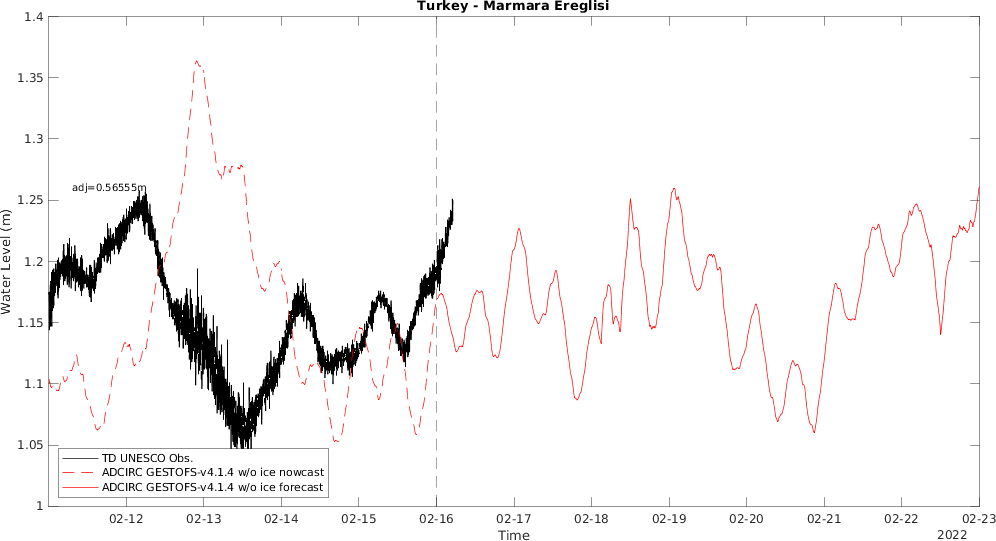 Turkey - Marmara Ereglisi
1.4
1.35
1.3
1.25
1.2
1.15
1.1
1.05
1
Water Level (m)
adj=0.56555m
TD UNESCO Obs.
ADCIRC GESTOFS-v4.1.4 w/o ice nowcast
ADCIRC GESTOFS-v4.1.4 w/o ice forecast
02-12 02-13 02-14 02-15 02-16 02-17 02-18 02-19 02-20 02-21 02-22 02-23
Time
2022